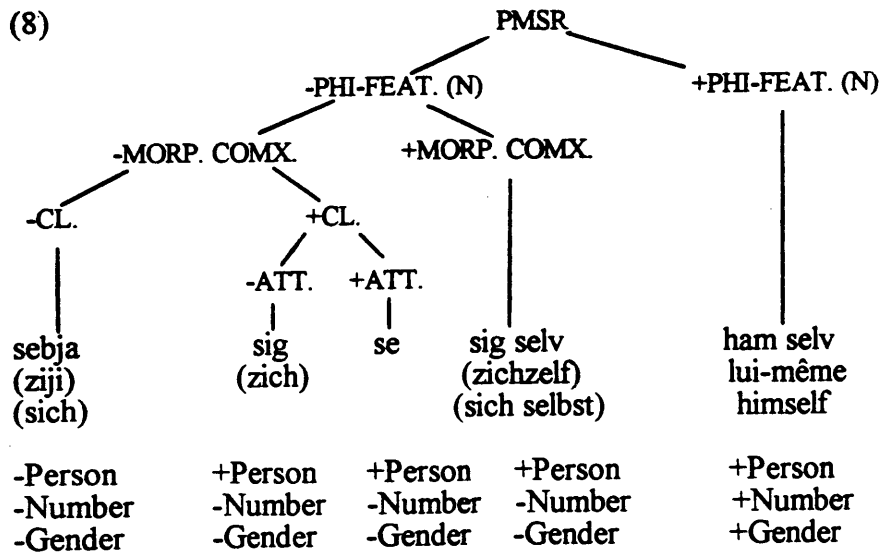 (8) PMSR
-PHI-FEAT. (N) +PHI-FEAT. (N)
-MORP. COMX. +MORP. COMX.
-CL. +CL.
-ATT. +ATT.
sebja sig se sig selv ham selv
(ziji) (zich) (zichzelf) lui-même
(sich) (sich selbst) himself
-Person +Person +Person +Person +Person
-Number -Number -Number -Number +Number
-Gender -Gender -Gender -Gender +Gender